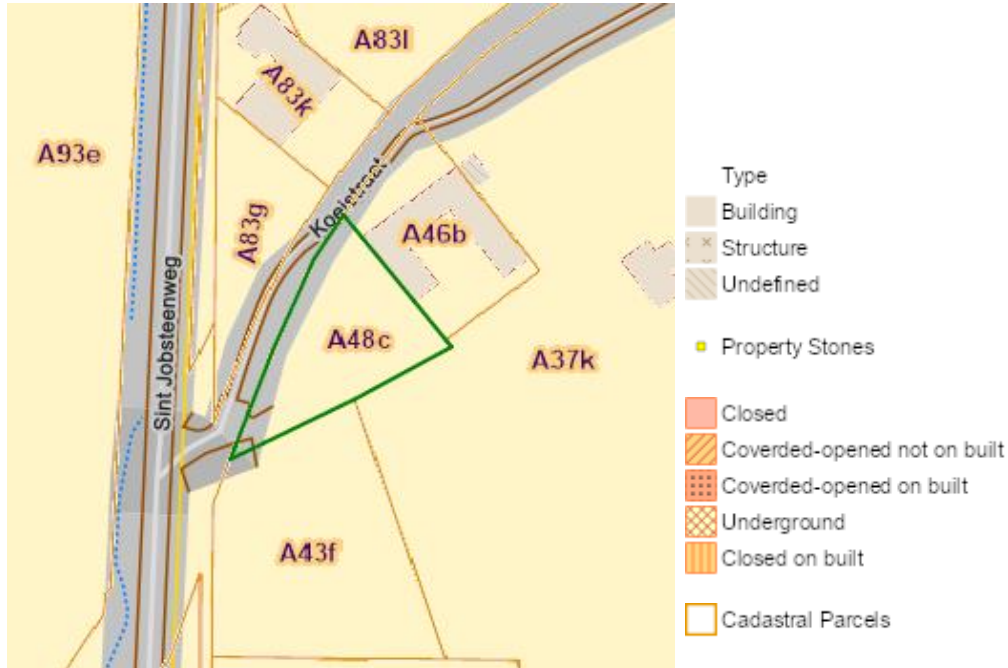 A83l
A83k
A93e
Koeistraat
A83g
A46b
Sint Jobsteenweg
A48c
A37k
A43f
Type
Building
Structure
Undefined
Property Stones
Closed
Coverded-opened not on built
Coverded-opened on built
Underground
Closed on built
Cadastral Parcels